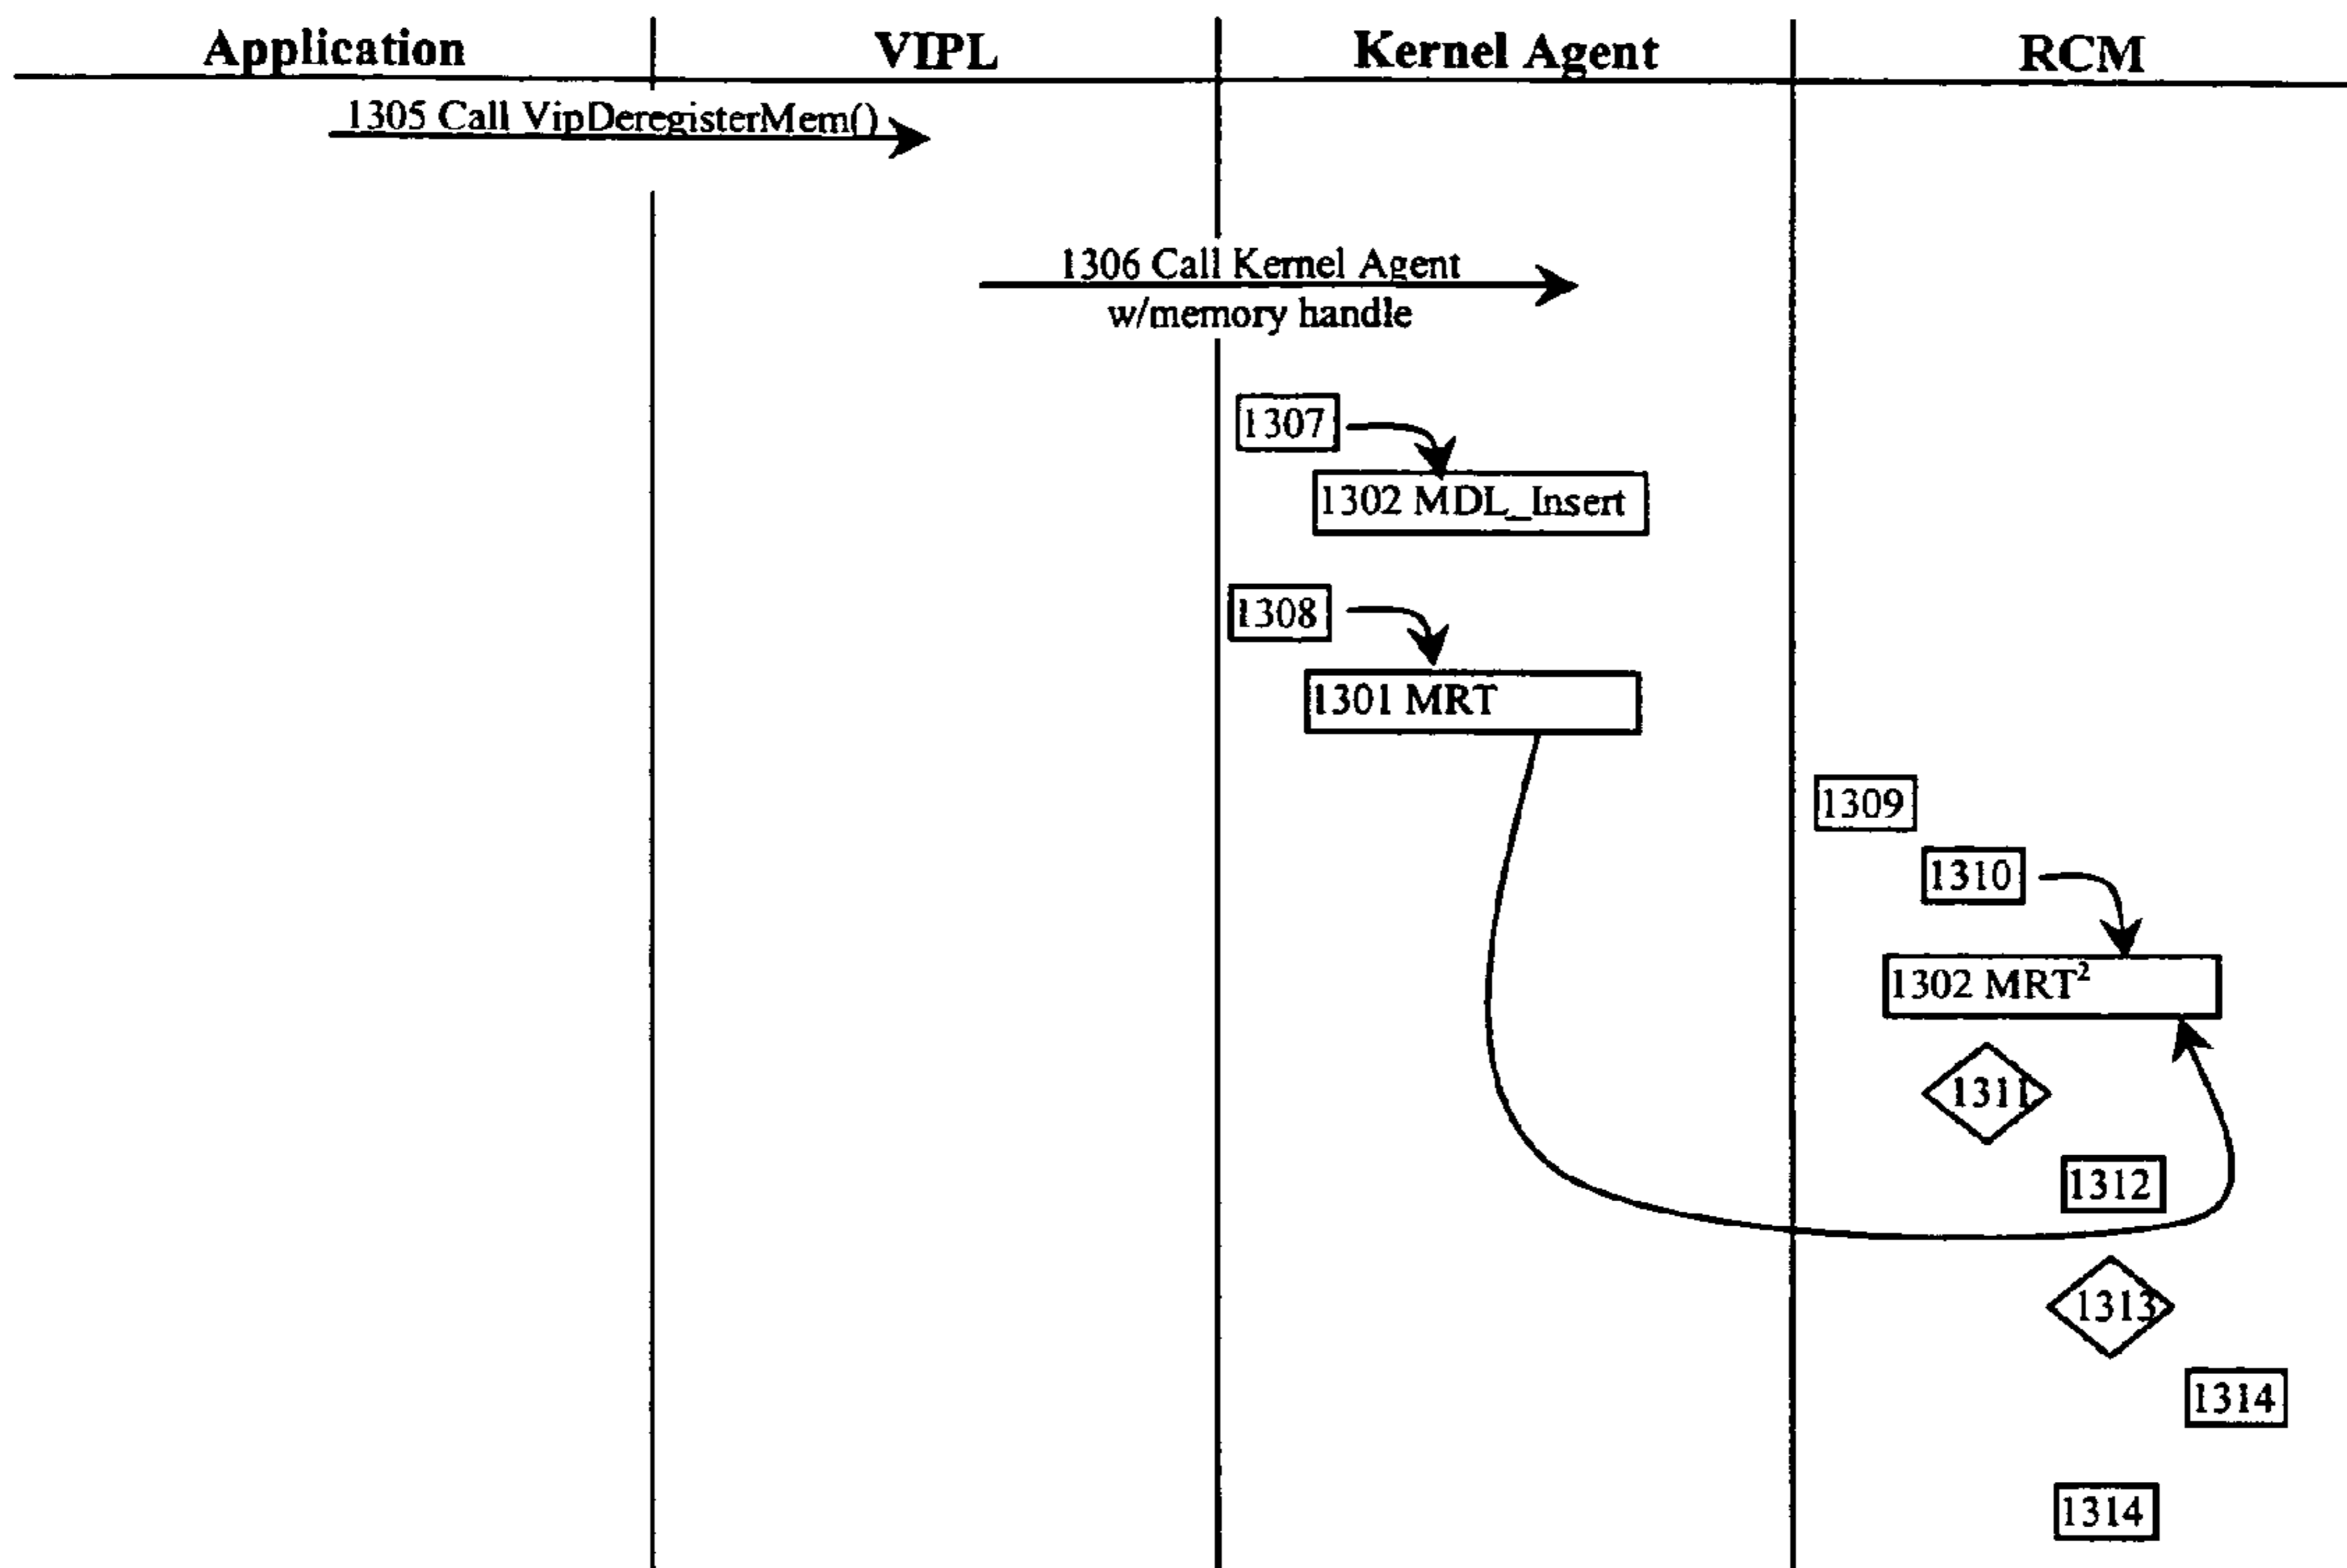 Application VIPL Kernel Agent RCM
1305 Call VipDeregisterMem()
1306 Call Kernel Agent
w/memory handle
1307
1302 MDL_Insert
1308
1301 MRT
1309
1310
1302 MRT²
1311
1312
1313
1314
1314